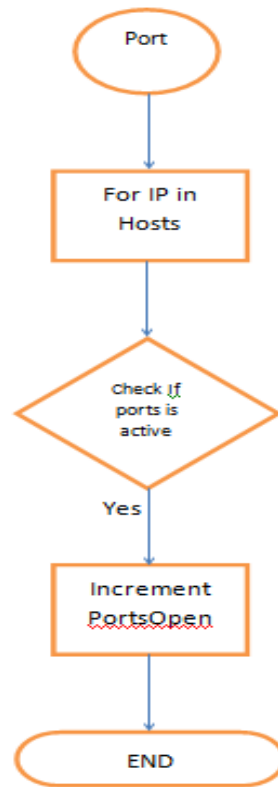 Port
For IP in
Hosts
Check If
ports is
active
Yes
Increment
PortsOpen
END